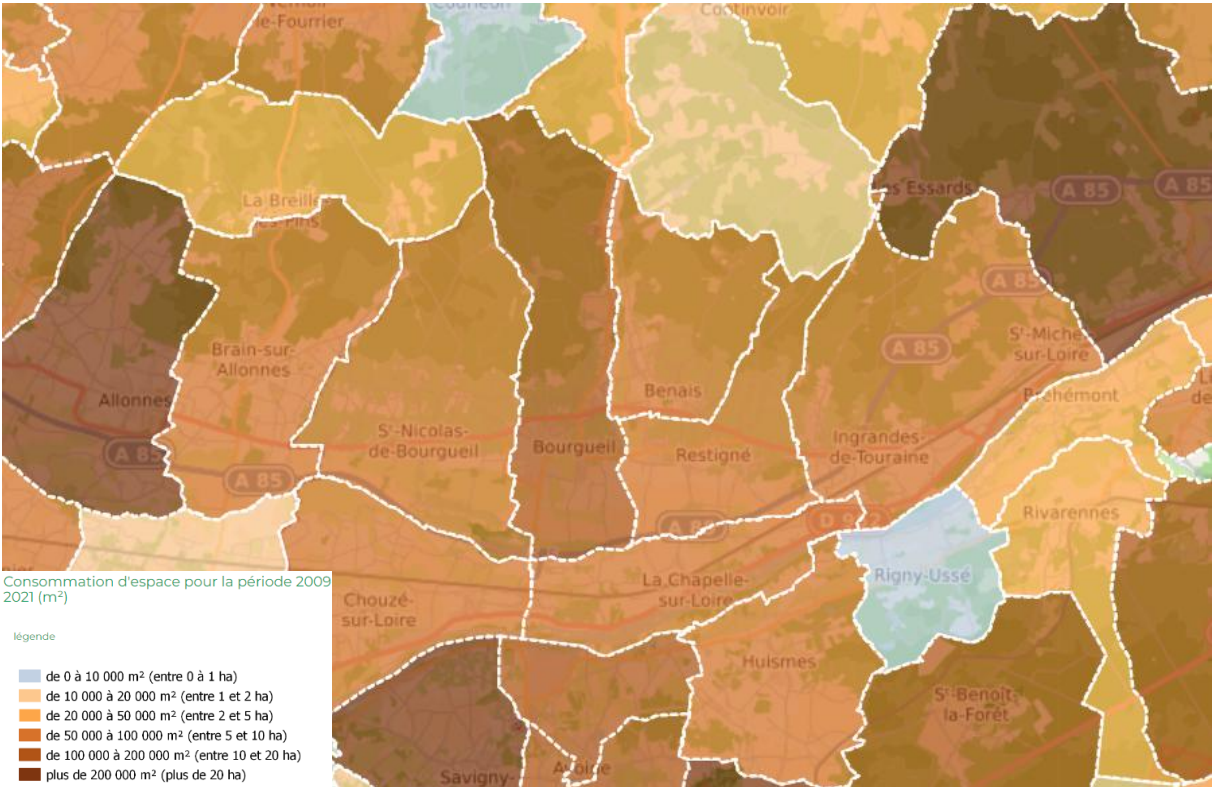 Courléon
Continvoir
le-Fourrier
es Essards
A 85
A 85
La Breille-
les-Pins
A 85
Sᵗ-Michel-
sur-Loire
Brain-sur-
Allonnes
A 85
Benais
Bréhémont
Allonnes
Sᵗ-Nicolas-
de-Bourgueil
Bourgueil
Restigné
Ingrandes-
de-Touraine
A 85
A 85
Rivarennes
A 85
D 952
Rigny-Ussé
La Chapelle-
sur-Loire
Chouzé-
sur-Loire
Huismes
Sᵗ-Benoît-
la-Forêt
Avoine
Savigny-
Consommation d'espace pour la période 2009
2021 (m²)
légende
de 0 à 10 000 m² (entre 0 à 1 ha)
de 10 000 à 20 000 m² (entre 1 et 2 ha)
de 20 000 à 50 000 m² (entre 2 et 5 ha)
de 50 000 à 100 000 m² (entre 5 et 10 ha)
de 100 000 à 200 000 m² (entre 10 et 20 ha)
plus de 200 000 m² (plus de 20 ha)